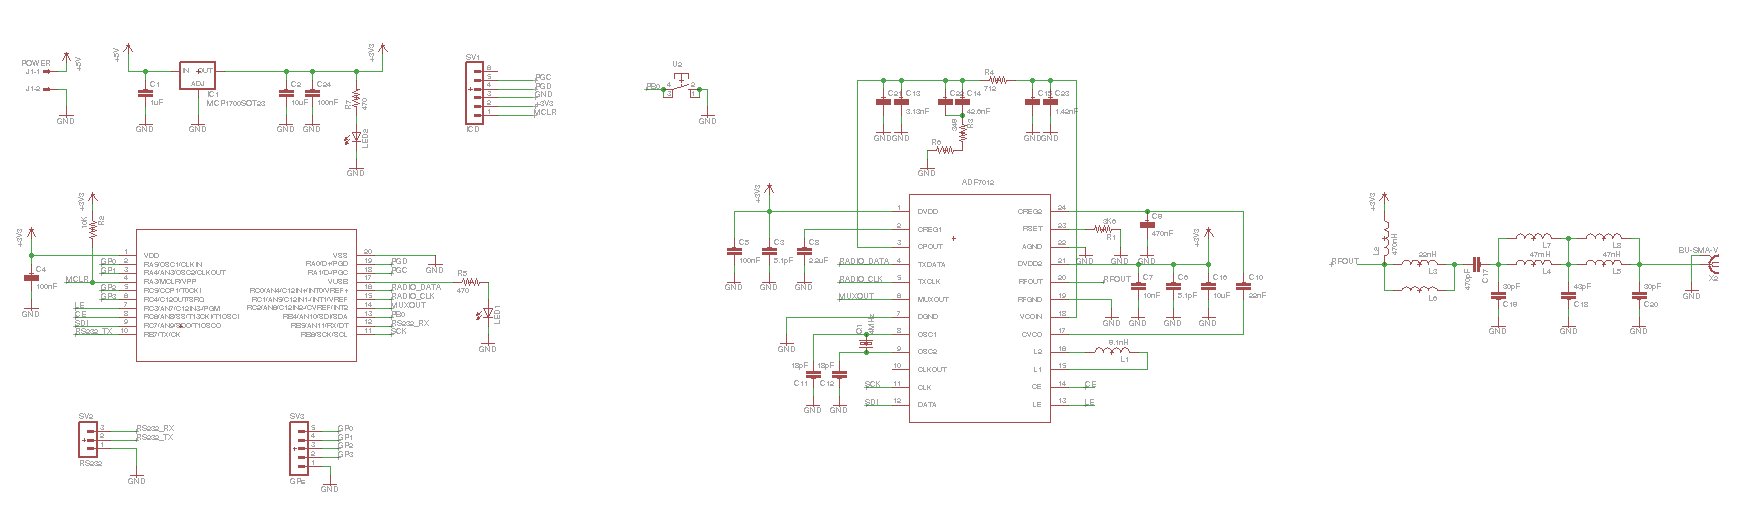 POWER
J1-1
J1-2
+5V
GND
+5V
C1
1uF
GND
IN
OUT
ADJ
IC1
MCP1700SOT23
GND
C2
10uF
GND
C24
100nF
GND
+3V3
R7
470
LED2
GND
SV1
6
5
4
3
2
1
ICD
PGC
PGD
GND
+3V3
MCLR
U2
PB0
4
3
2
1
GND
+3V3
C4
100nF
GND
+3V3
10K
R2
MCLR
GP0
GP1
GP2
GP3
LE
CE
SDI
RS232_TX
1
2
3
4
5
6
7
8
9
10
VDD
RA5/OSC1/CLKIN
RA4/AN3/OSC2/CLKOUT
RA3/MCLR/VPP
RC5/CCP1/T0CKI
RC4/C12OUT/SRQ
RC3/AN7/C12IN3-/PGM
RC6/AN8/SS/T13CKI/T1OSCI
RC7/AN9/SDO/T1OSCO
RB7/TX/CK
VSS
RA0/D+/PGD
RA1/D-/PGC
VUSB
RC0/AN4/C12IN+/INT0/VREF+
RC1/AN5/C12IN1-/INT1/VREF-
RC2/AN6/C12IN2-/CVREF/INT2
RB4/AN10/SDI/SDA
RB5/AN11/RX/DT
RB6/SCK/SCL
20
19
18
17
16
15
14
13
12
11
GND
PGD
PGC
RADIO_DATA
RADIO_CLK
MUXOUT
PB0
RS232_RX
SCK
R5
470
LED1
GND
SV2
3
2
1
RS232
RS232_RX
RS232_TX
GND
SV3
5
4
3
2
1
GPs
GP0
GP1
GP2
GP3
GND
C13
3.13nF
GND
GND
C14
42.6nF
R3
R6
GND
R4
712
C23
1.42nF
GND
GND
ADF7012
+3V3
C5
100nF
GND
C3
5.1pF
GND
C8
2.2uF
GND
RADIO_DATA
RADIO_CLK
MUXOUT
GND
Q1
4MHz
18pF
C11
GND
18pF
C12
GND
SCK
SDI
1
2
3
4
5
6
7
8
9
10
11
12
DVDD
CREG1
CPOUT
TXDATA
TXCLK
MUXOUT
DGND
OSC1
OSC2
CLKOUT
CLK
DATA
CREG2
RSET
AGND
DVDD2
RFOUT
RFGND
VCOIN
CVCO
L2
L1
CE
LE
24
23
22
21
20
19
18
17
16
15
14
13
3K6
R1
GND
GND
C9
470nF
GND
+3V3
RFOUT
GND
C7
10nF
GND
C6
5.1pF
GND
C16
10uF
GND
C10
22nF
9.1nH
L1
CE
LE
RFOUT
+3V3
L2
470nH
22nH
L3
L6
470pF
C17
30pF
C19
GND
L7
47nH
L4
43pF
C18
GND
L8
47nH
L5
30pF
C20
GND
BU-SMA-V
X2
GND